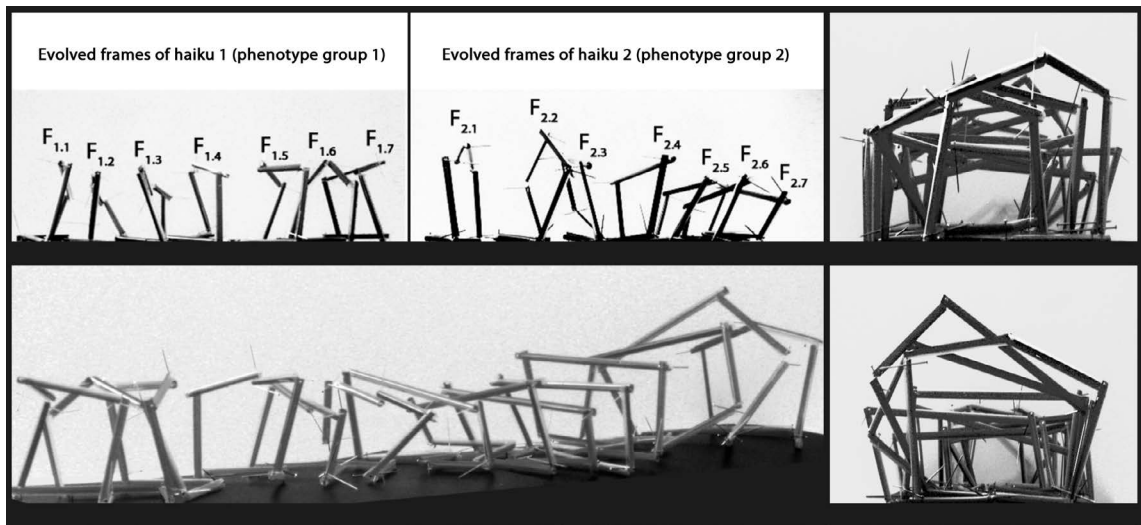 Evolved frames of haiku 1 (phenotype group 1)
F1.1 F1.2 F1.3 F1.4 F1.5 F1.6 F1.7
Evolved frames of haiku 2 (phenotype group 2)
F2.1 F2.2 F2.3 F2.4 F2.5 F2.6 F2.7